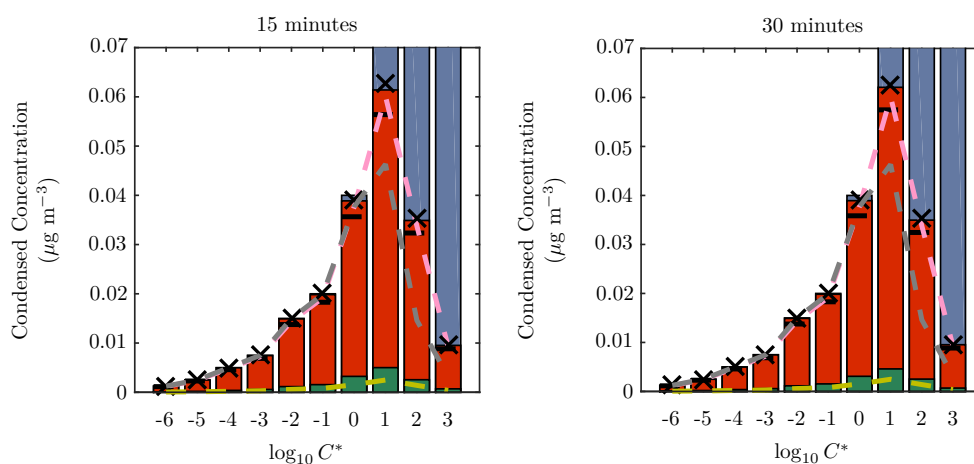 15 minutes
0.07
0.06
0.05
0.04
0.03
0.02
0.01
0
Condensed Concentration
(μg m⁻³)
-6 -5 -4 -3 -2 -1 0 1 2 3
log₁₀ C*
30 minutes
0.07
0.06
0.05
0.04
0.03
0.02
0.01
0
Condensed Concentration
(μg m⁻³)
-6 -5 -4 -3 -2 -1 0 1 2 3
log₁₀ C*